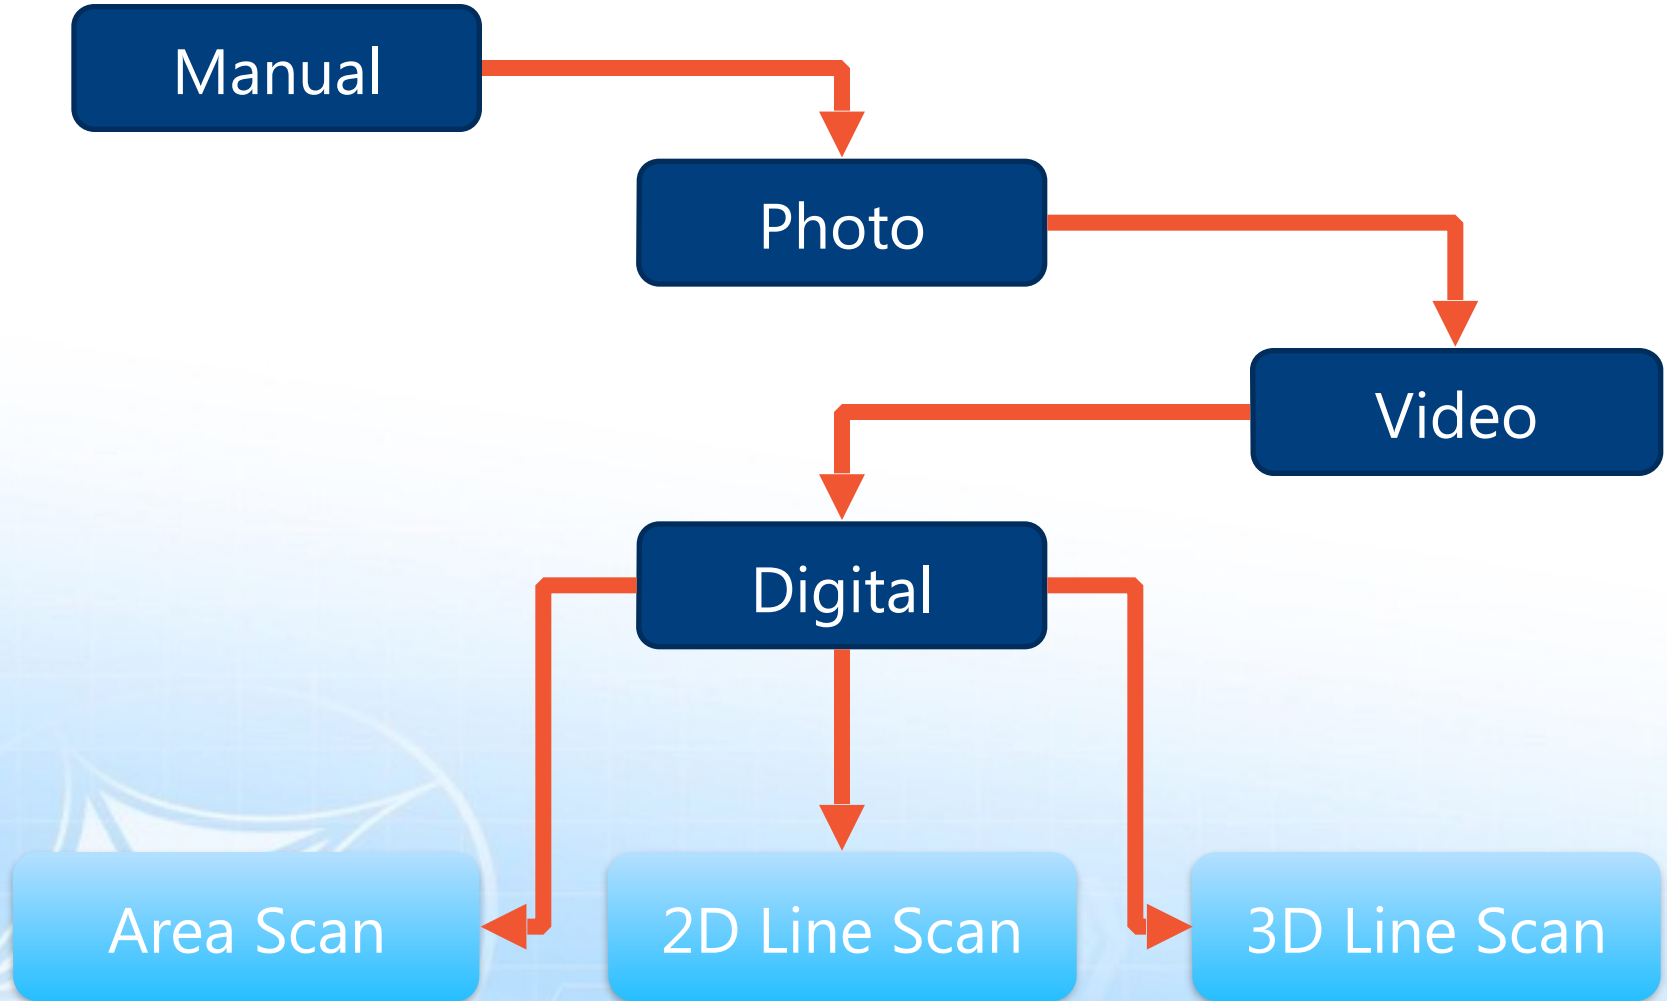 Manual
Photo
Video
Digital
Area Scan
2D Line Scan
3D Line Scan